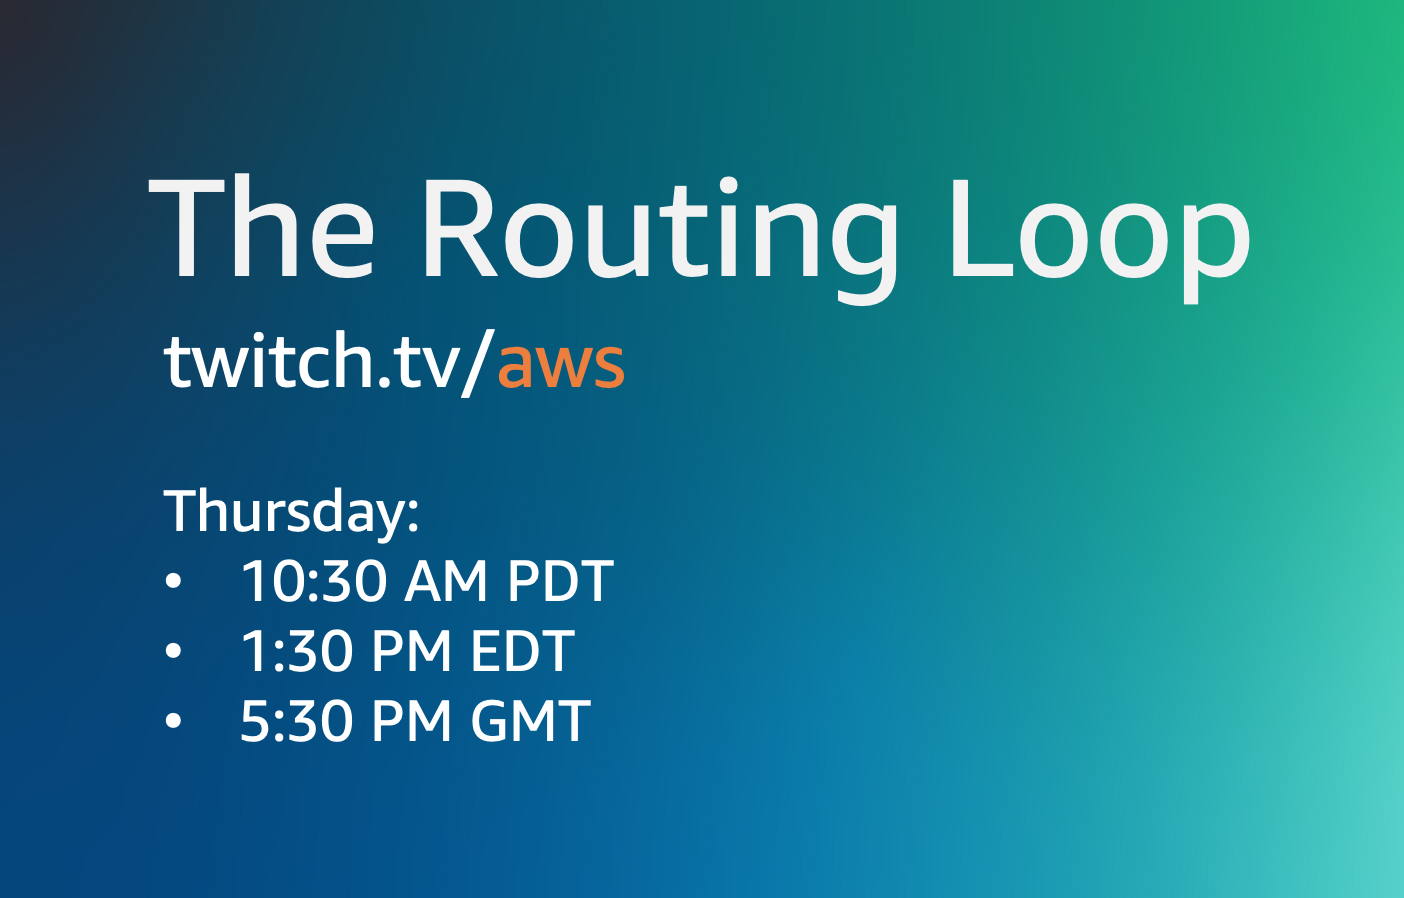 The Routing Loop
twitch.tv/aws
Thursday:
• 10:30 AM PDT
• 1:30 PM EDT
• 5:30 PM GMT